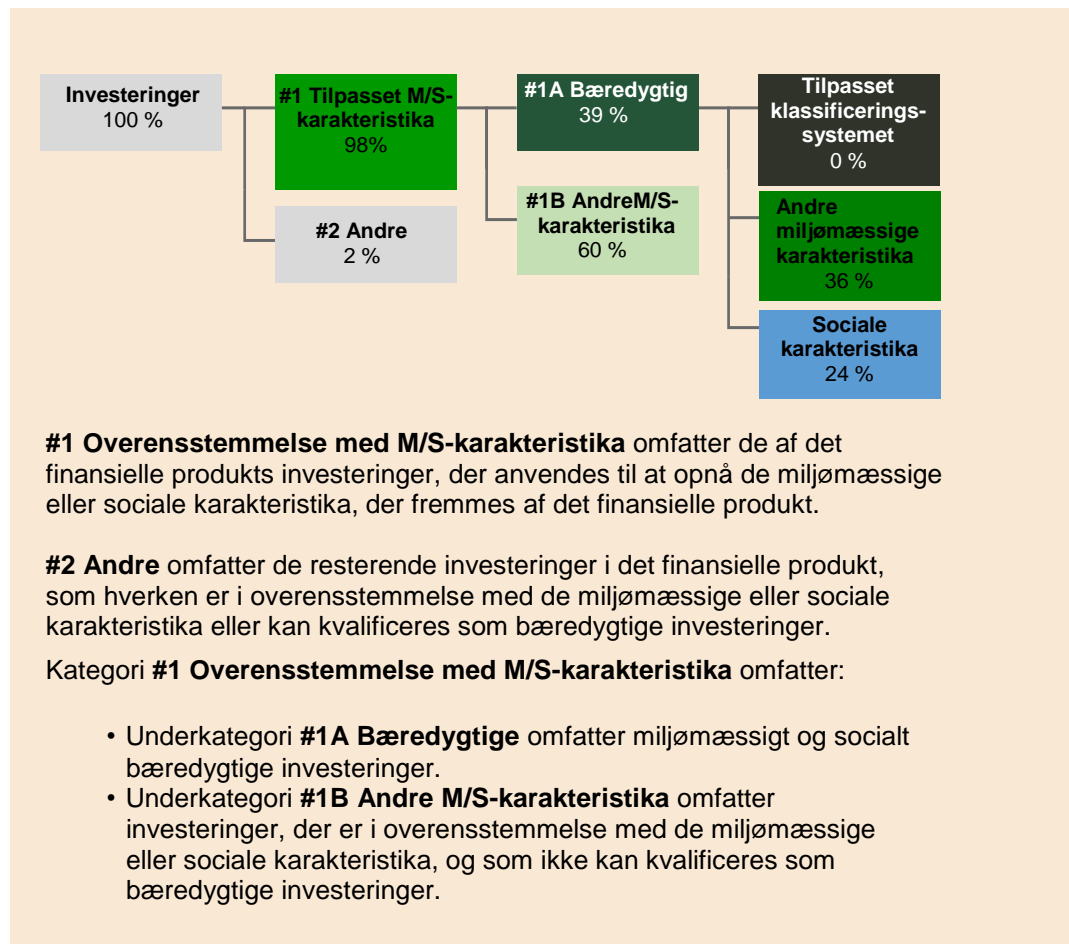 Investeringer
100 %
#1 Tilpasset M/S-
karakteristika
98%
#2 Andre
2 %
#1A Bæredygtig
39 %
#1B AndreM/S-
karakteristika
60 %
Tilpasset
klassificerings-
systemet
0 %
Andre
miljømæssige
karakteristika
36 %
Sociale
karakteristika
24 %
#1 Overensstemmelse med M/S-karakteristika omfatter de af det
finansielle produkts investeringer, der anvendes til at opnå de miljømæssige
eller sociale karakteristika, der fremmes af det finansielle produkt.
#2 Andre omfatter de resterende investeringer i det finansielle produkt,
som hverken er i overensstemmelse med de miljømæssige eller sociale
karakteristika eller kan kvalificeres som bæredygtige investeringer.
Kategori #1 Overensstemmelse med M/S-karakteristika omfatter:
• Underkategori #1A Bæredygtige omfatter miljømæssigt og socialt
bæredygtige investeringer.
• Underkategori #1B Andre M/S-karakteristika omfatter
investeringer, der er i overensstemmelse med de miljømæssige
eller sociale karakteristika, og som ikke kan kvalificeres som
bæredygtige investeringer.